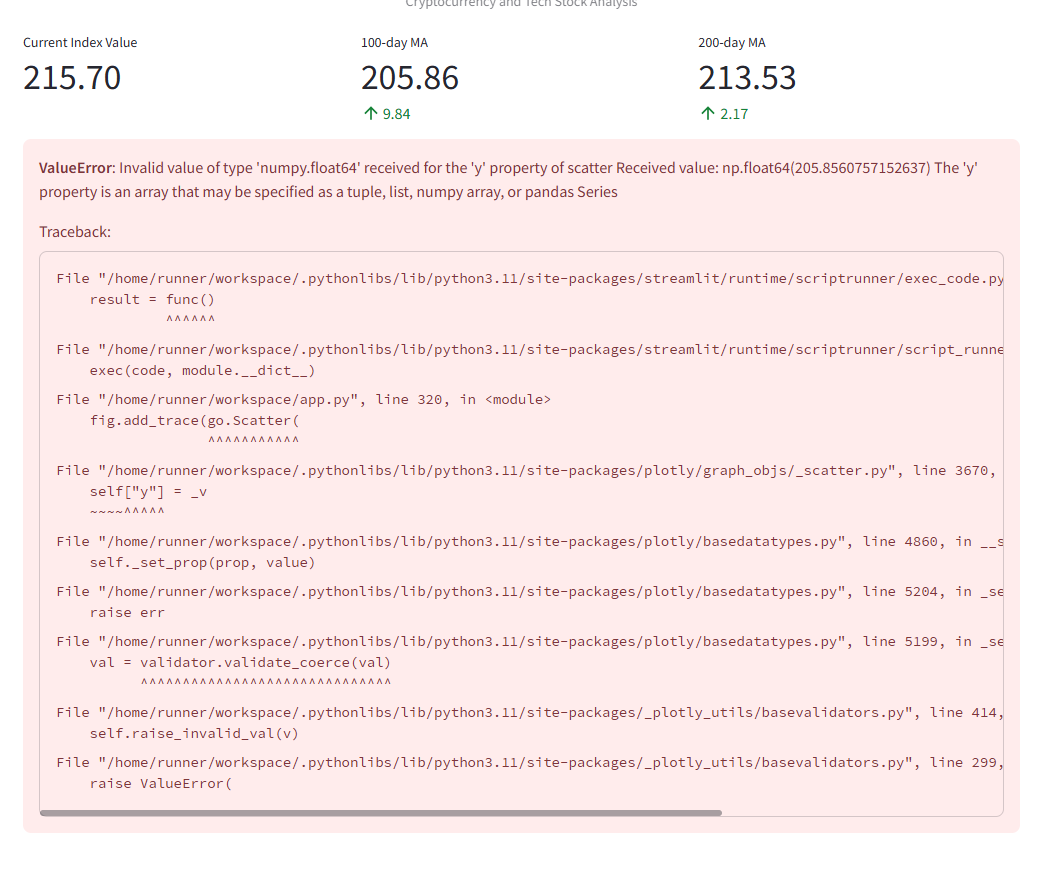 Cryptocurrency and Tech Stock Analysis
Current Index Value
100-day MA
200-day MA
215.70
205.86
213.53
↑ 9.84
↑ 2.17
ValueError: Invalid value of type 'numpy.float64' received for the 'y' property of scatter Received value: np.float64(205.8560757152637) The 'y'
property is an array that may be specified as a tuple, list, numpy array, or pandas Series
Traceback:
File "/home/runner/workspace/.pythonlibs/lib/python3.11/site-packages/streamlit/runtime/scriptrunner/exec_code.py
result = func()
^^^^^^
File "/home/runner/workspace/.pythonlibs/lib/python3.11/site-packages/streamlit/runtime/scriptrunner/script_runne
exec(code, module.__dict__)
File "/home/runner/workspace/app.py", line 320, in <module>
fig.add_trace(go.Scatter(
^^^^^^^^^^^
File "/home/runner/workspace/.pythonlibs/lib/python3.11/site-packages/plotly/graph_objs/_scatter.py", line 3670,
self["y"] = _v
~~~~^^^^^
File "/home/runner/workspace/.pythonlibs/lib/python3.11/site-packages/plotly/basedatatypes.py", line 4860, in __s
self._set_prop(prop, value)
File "/home/runner/workspace/.pythonlibs/lib/python3.11/site-packages/plotly/basedatatypes.py", line 5204, in _se
raise err
File "/home/runner/workspace/.pythonlibs/lib/python3.11/site-packages/plotly/basedatatypes.py", line 5199, in _se
val = validator.validate_coerce(val)
^^^^^^^^^^^^^^^^^^^^^^^^^^^^^^
File "/home/runner/workspace/.pythonlibs/lib/python3.11/site-packages/_plotly_utils/basevalidators.py", line 414,
self.raise_invalid_val(v)
File "/home/runner/workspace/.pythonlibs/lib/python3.11/site-packages/_plotly_utils/basevalidators.py", line 299,
raise ValueError(